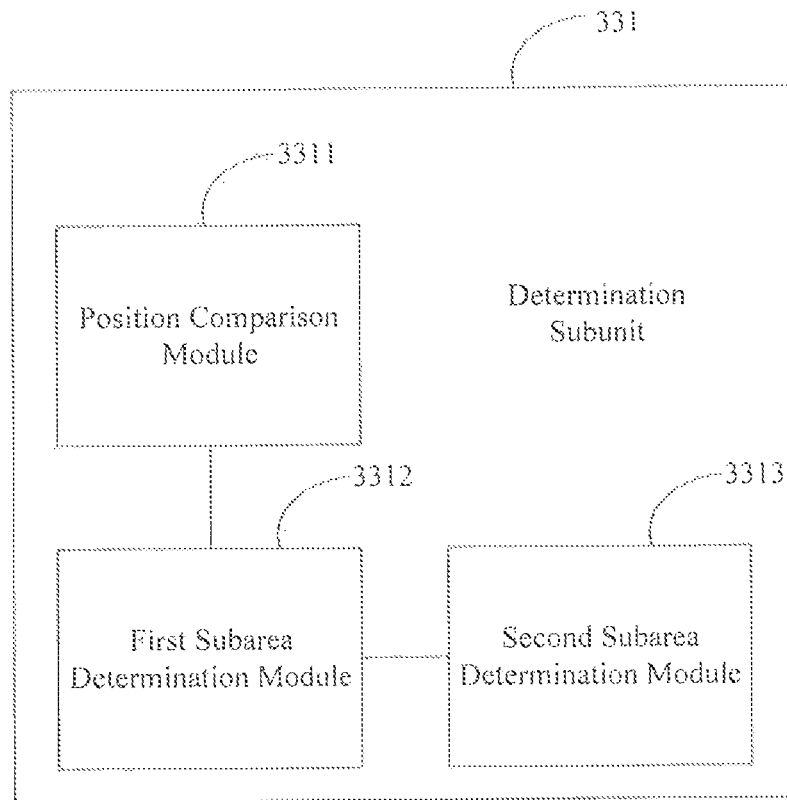 331
3311
Position Comparison
Module
Determination
Subunit
3312
3313
First Subarea
Determination Module
Second Subarea
Determination Module